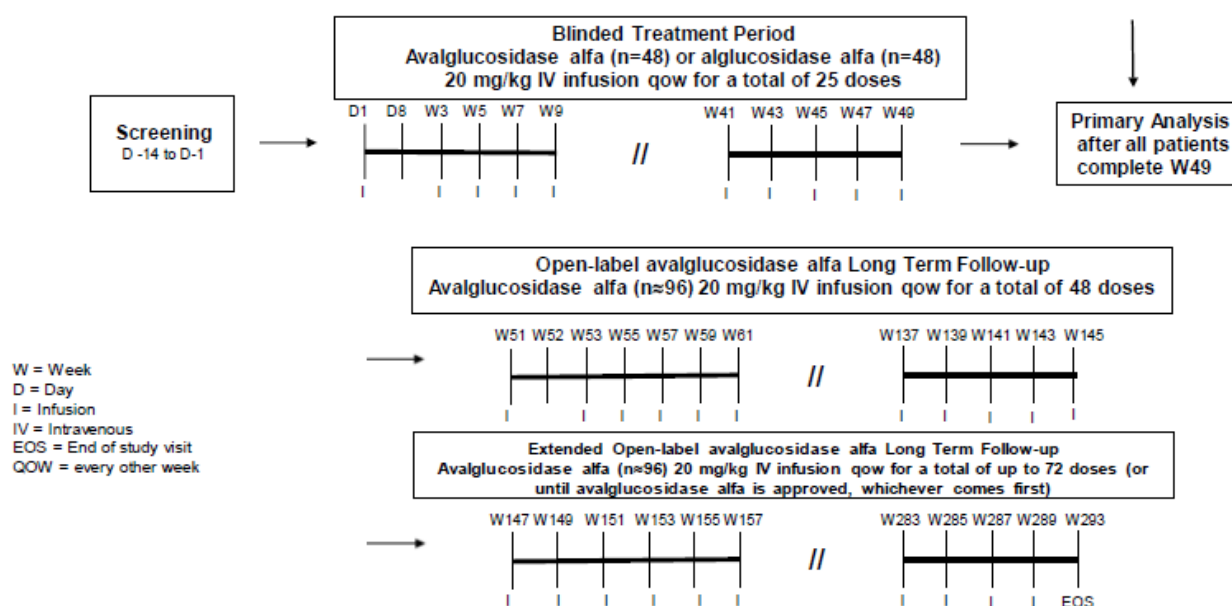 Blinded Treatment Period
Avalglucosidase alfa (n=48) or alglucosidase alfa (n=48)
20 mg/kg IV infusion qow for a total of 25 doses
Screening
D -14 to D-1
D1 D8 W3 W5 W7 W9
//
W41 W43 W45 W47 W49
I I I I I
I I I I I
Primary Analysis
after all patients
complete W49
Open-label avalglucosidase alfa Long Term Follow-up
Avalglucosidase alfa (n≈96) 20 mg/kg IV infusion qow for a total of 48 doses
W51 W52 W53 W55 W57 W59 W61
//
W137 W139 W141 W143 W145
I I I I I I
I I I I I
W = Week
D = Day
I = Infusion
IV = Intravenous
EOS = End of study visit
QOW = every other week
Extended Open-label avalglucosidase alfa Long Term Follow-up
Avalglucosidase alfa (n≈96) 20 mg/kg IV infusion qow for a total of up to 72 doses (or
until avalglucosidase alfa is approved, whichever comes first)
W147 W149 W151 W153 W155 W157
//
W283 W285 W287 W289 W293
I I I I I I
I I I I EOS